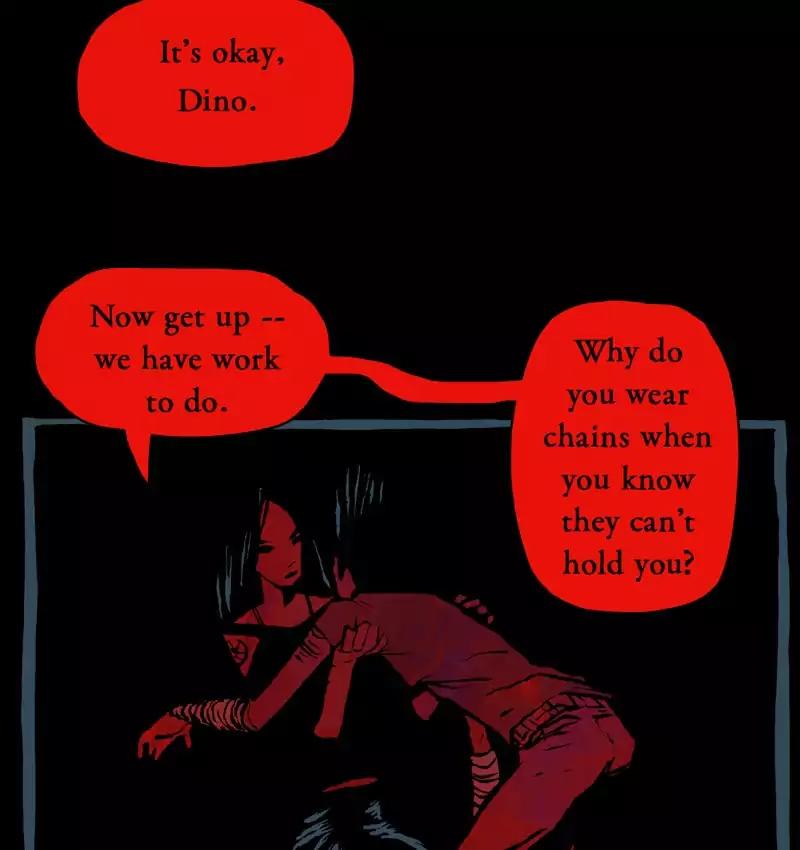 It's okay,
Dino.
Now get up --
we have work
to do.
Why do
you wear
chains when
you know
they can't
hold you?